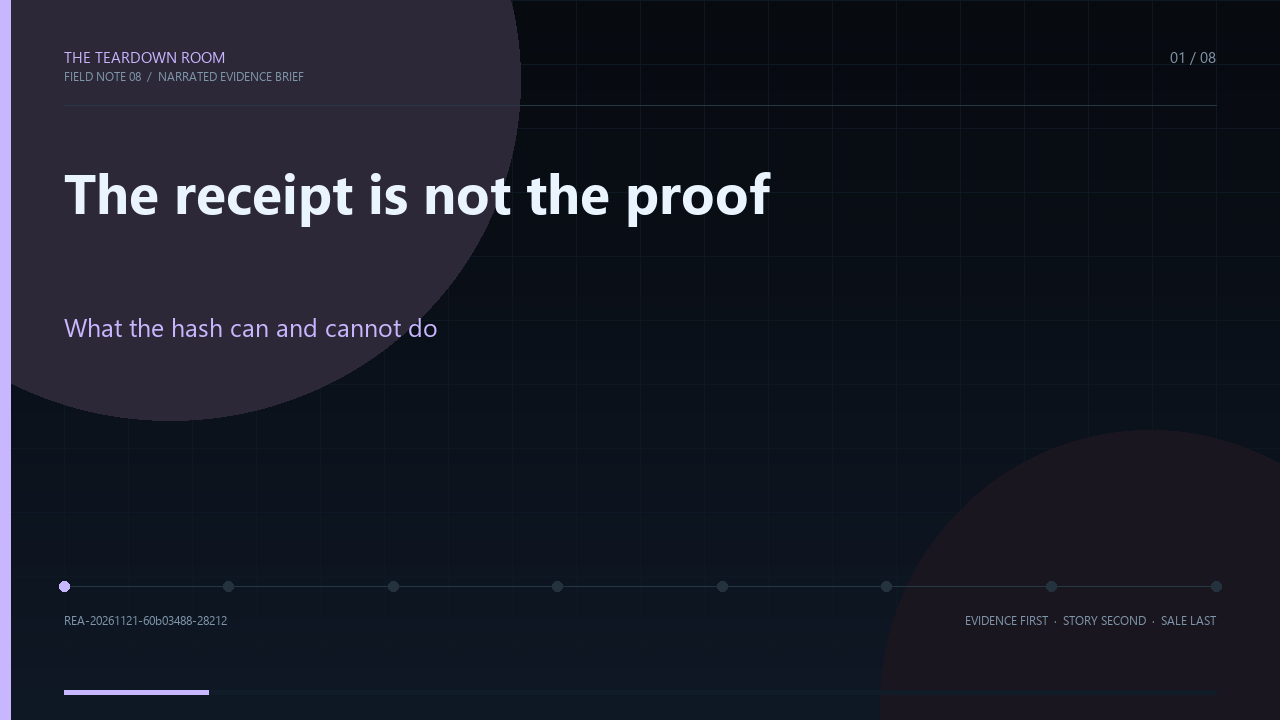 THE TEARDOWN ROOM
FIELD NOTE 08 / NARRATED EVIDENCE BRIEF
01 / 08
The receipt is not the proof
What the hash can and cannot do
REA-20261121-60b03488-28212
EVIDENCE FIRST · STORY SECOND · SALE LAST